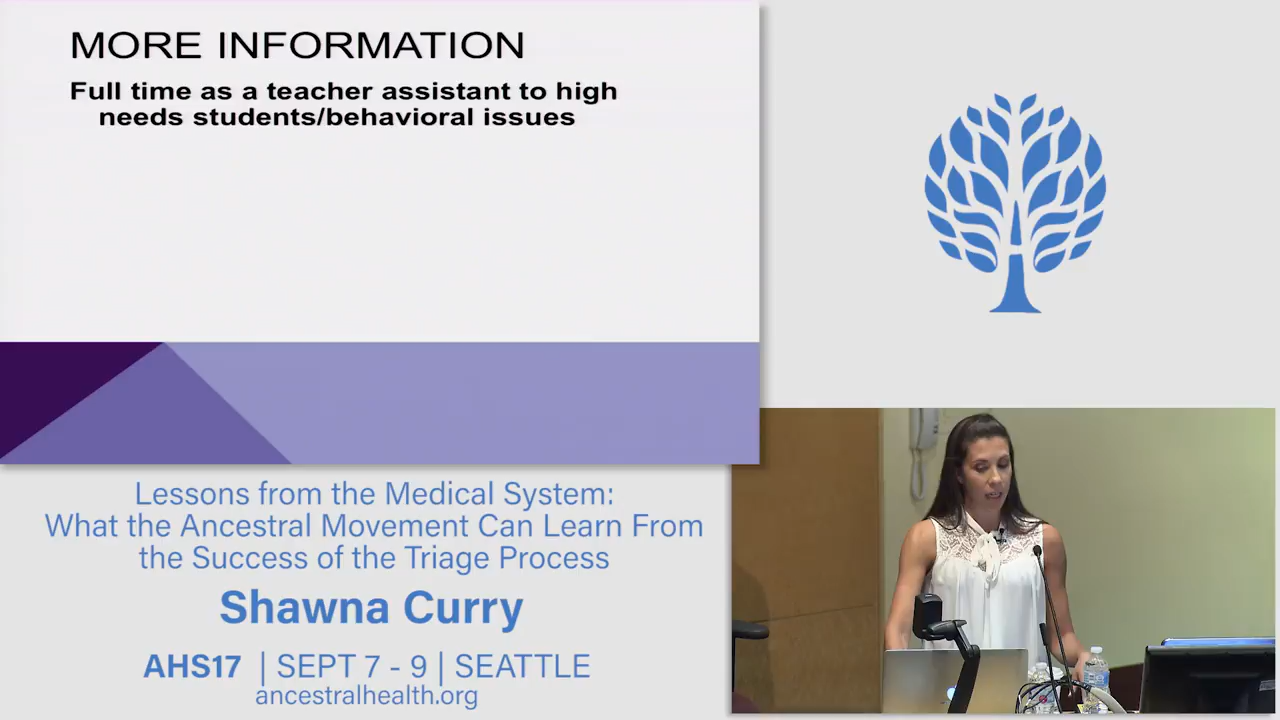 MORE INFORMATION
Full time as a teacher assistant to high
needs students/behavioral issues
Lessons from the Medical System:
What the Ancestral Movement Can Learn From
the Success of the Triage Process
Shawna Curry
AHS17 | SEPT 7 - 9 | SEATTLE
ancestralhealth.org